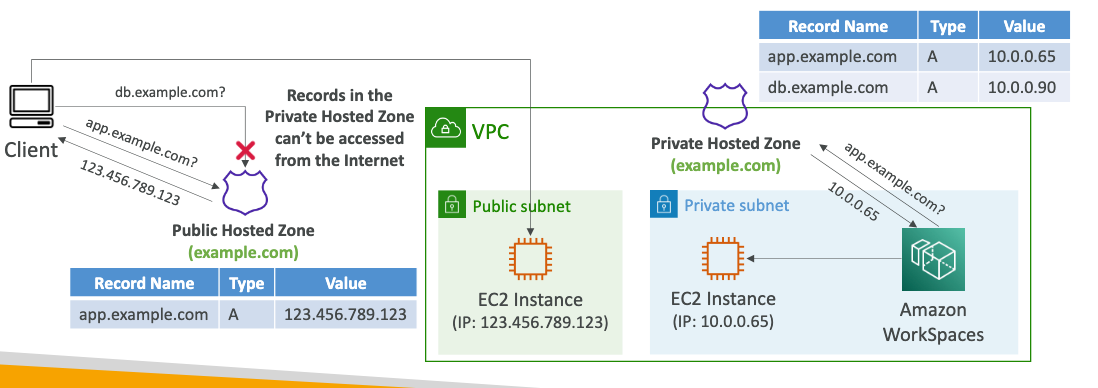 Record Name Type Value
app.example.com A 10.0.0.65
db.example.com A 10.0.0.90
db.example.com?
Records in the
Private Hosted Zone
can't be accessed
from the Internet
Client
app.example.com?
123.456.789.123
Public Hosted Zone
(example.com)
Record Name Type Value
app.example.com A 123.456.789.123
VPC
Private Hosted Zone
(example.com)
app.example.com?
10.0.0.65
Public subnet
EC2 Instance
(IP: 123.456.789.123)
Private subnet
EC2 Instance
(IP: 10.0.0.65)
Amazon
WorkSpaces